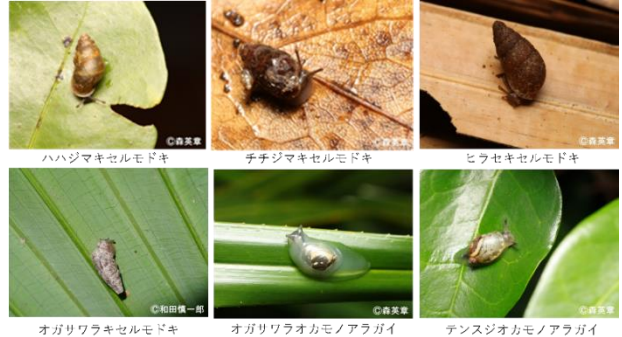 ©森英章
©森英章
©森英章
ハハジマキセルモドキ
チチジマキセルモドキ
ヒラセキセルモドキ
©和田慎一郎
©森英章
©森英章
オガサワラキセルモドキ
オガサワラオカモノアラガイ
テンスジオカモノアラガイ